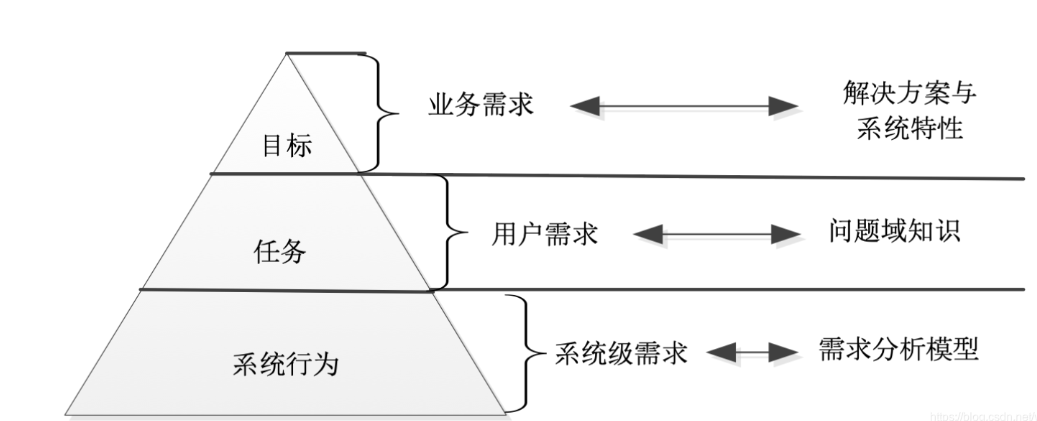 业务需求
解决方案与
系统特性
目标
用户需求
问题域知识
任务
系统级需求
需求分析模型
系统行为